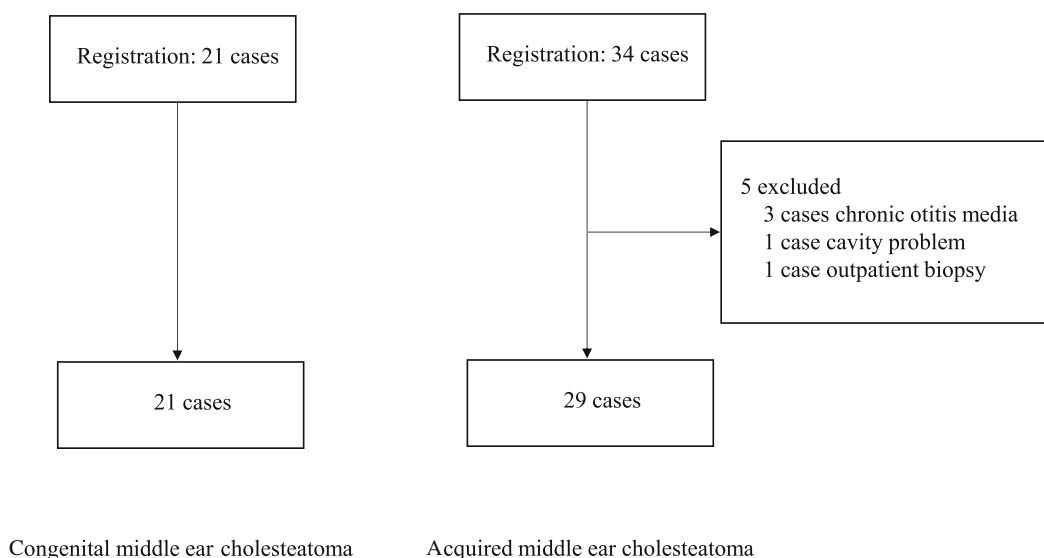 Registration: 21 cases
Registration: 34 cases
5 excluded
3 cases chronic otitis media
1 case cavity problem
1 case outpatient biopsy
21 cases
29 cases
Congenital middle ear cholesteatoma
Acquired middle ear cholesteatoma